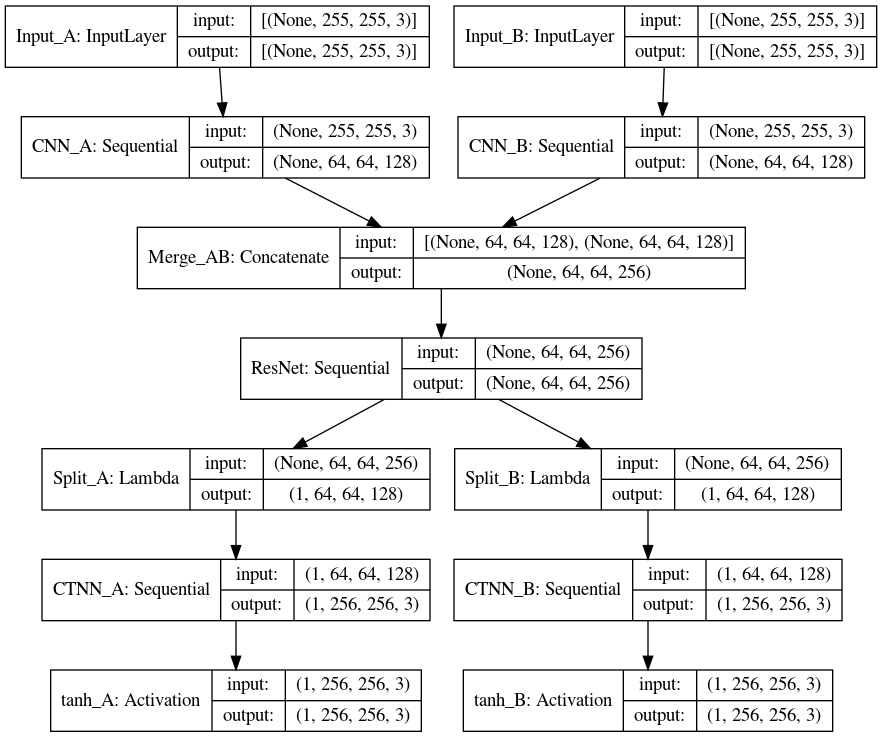 Input_A: InputLayer input: [(None, 255, 255, 3)]
output: [(None, 255, 255, 3)]
Input_B: InputLayer input: [(None, 255, 255, 3)]
output: [(None, 255, 255, 3)]
CNN_A: Sequential input: (None, 255, 255, 3)
output: (None, 64, 64, 128)
CNN_B: Sequential input: (None, 255, 255, 3)
output: (None, 64, 64, 128)
Merge_AB: Concatenate input: [(None, 64, 64, 128), (None, 64, 64, 128)]
output: (None, 64, 64, 256)
ResNet: Sequential input: (None, 64, 64, 256)
output: (None, 64, 64, 256)
Split_A: Lambda input: (None, 64, 64, 256)
output: (1, 64, 64, 128)
Split_B: Lambda input: (None, 64, 64, 256)
output: (1, 64, 64, 128)
CTNN_A: Sequential input: (1, 64, 64, 128)
output: (1, 256, 256, 3)
CTNN_B: Sequential input: (1, 64, 64, 128)
output: (1, 256, 256, 3)
tanh_A: Activation input: (1, 256, 256, 3)
output: (1, 256, 256, 3)
tanh_B: Activation input: (1, 256, 256, 3)
output: (1, 256, 256, 3)